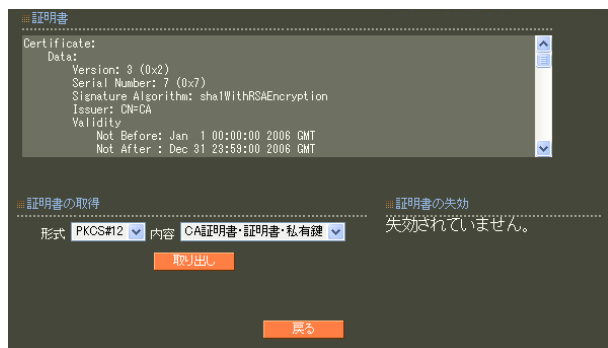 証明書
Certificate:
Data:
Version: 3 (0x2)
Serial Number: 7 (0x7)
Signature Algorithm: sha1WithRSAEncryption
Issuer: CN=CA
Validity
Not Before: Jan 1 00:00:00 2006 GMT
Not After : Dec 31 23:59:00 2006 GMT
証明書の取得
形式 PKCS#12 内容 CA証明書・証明書・私有鍵
取り出し
証明書の失効
失効されていません。
戻る